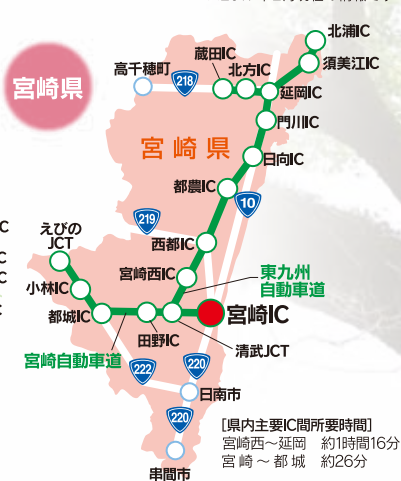 北浦IC
須美江IC
蔵田IC
北方IC
高千穂町
218
延岡IC
宮崎県
門川IC
宮崎県
日向IC
都農IC
10
219
えびの
JCT
西都IC
宮崎西IC
東九州
自動車道
小林IC
宮崎IC
都城IC
田野IC
清武JCT
宮崎自動車道
222
220
日南市
220
串間市
[県内主要IC間所要時間]
宮崎西～延岡 約1時間16分
宮崎～都城 約26分